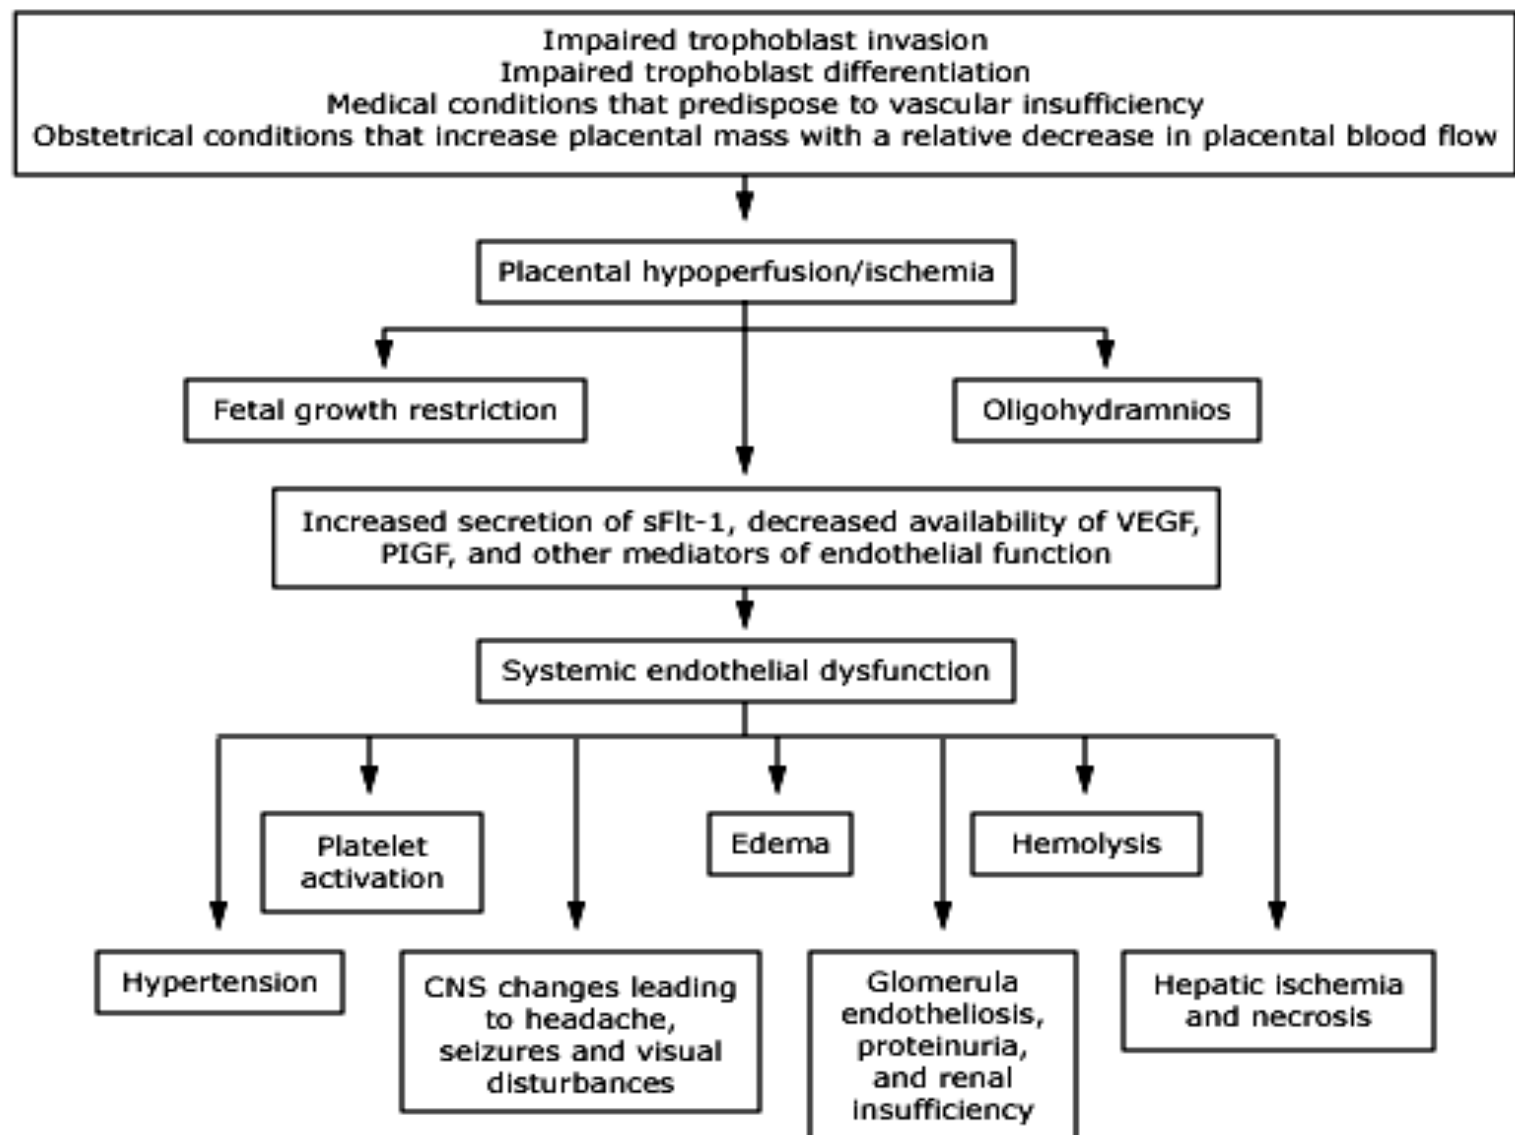 Impaired trophoblast invasion
Impaired trophoblast differentiation
Medical conditions that predispose to vascular insufficiency
Obstetrical conditions that increase placental mass with a relative decrease in placental blood flow
Placental hypoperfusion/ischemia
Fetal growth restriction
Oligohydramnios
Increased secretion of sFlt-1, decreased availability of VEGF,
PIGF, and other mediators of endothelial function
Systemic endothelial dysfunction
Platelet
activation
Edema
Hemolysis
Hypertension
CNS changes leading
to headache,
seizures and visual
disturbances
Glomerula
endotheliosis,
proteinuria,
and renal
insufficiency
Hepatic ischemia
and necrosis